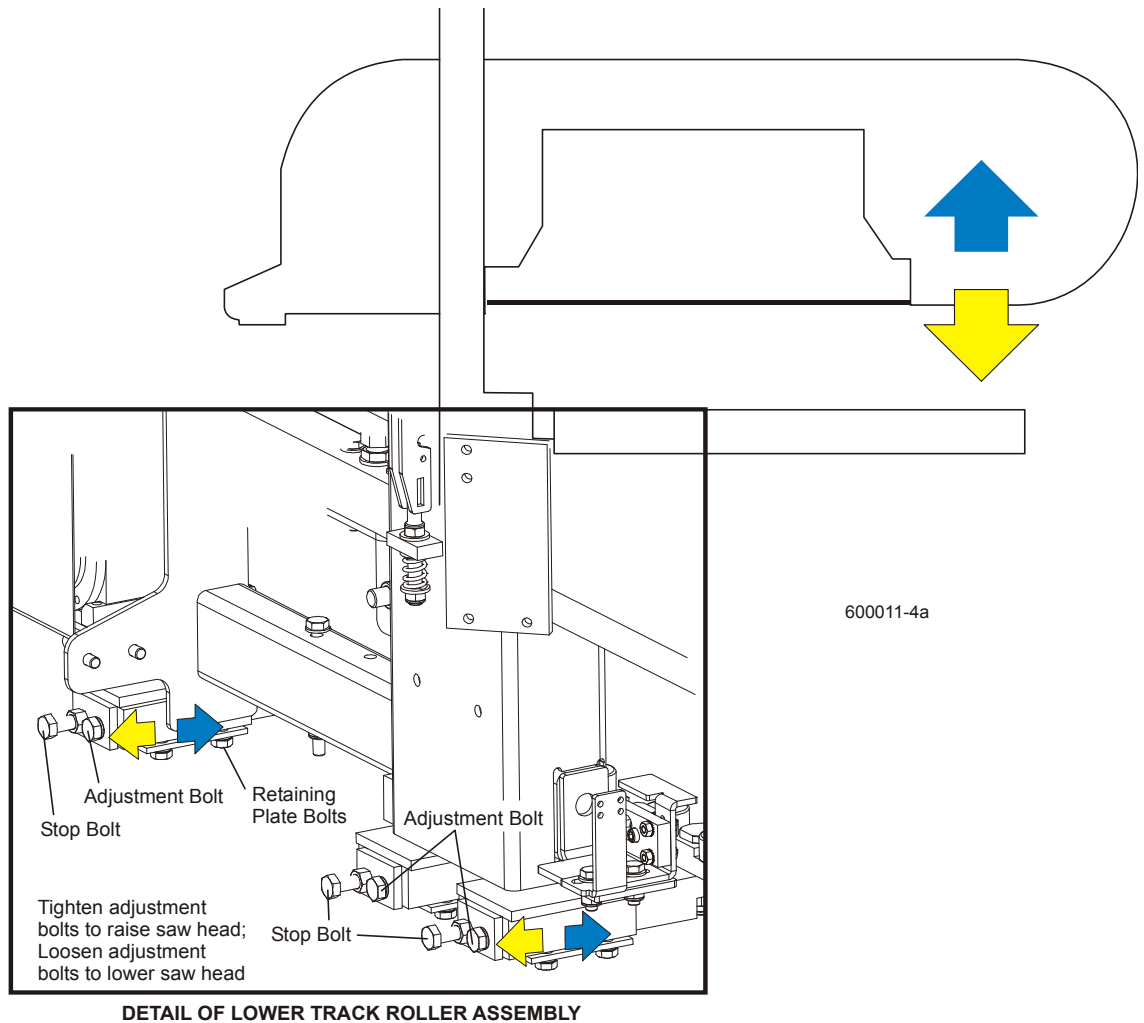 600011-4a
Adjustment Bolt
Stop Bolt
Retaining
Plate Bolts
Adjustment Bolt
Stop Bolt
Tighten adjustment
bolts to raise saw head;
Loosen adjustment
bolts to lower saw head
DETAIL OF LOWER TRACK ROLLER ASSEMBLY